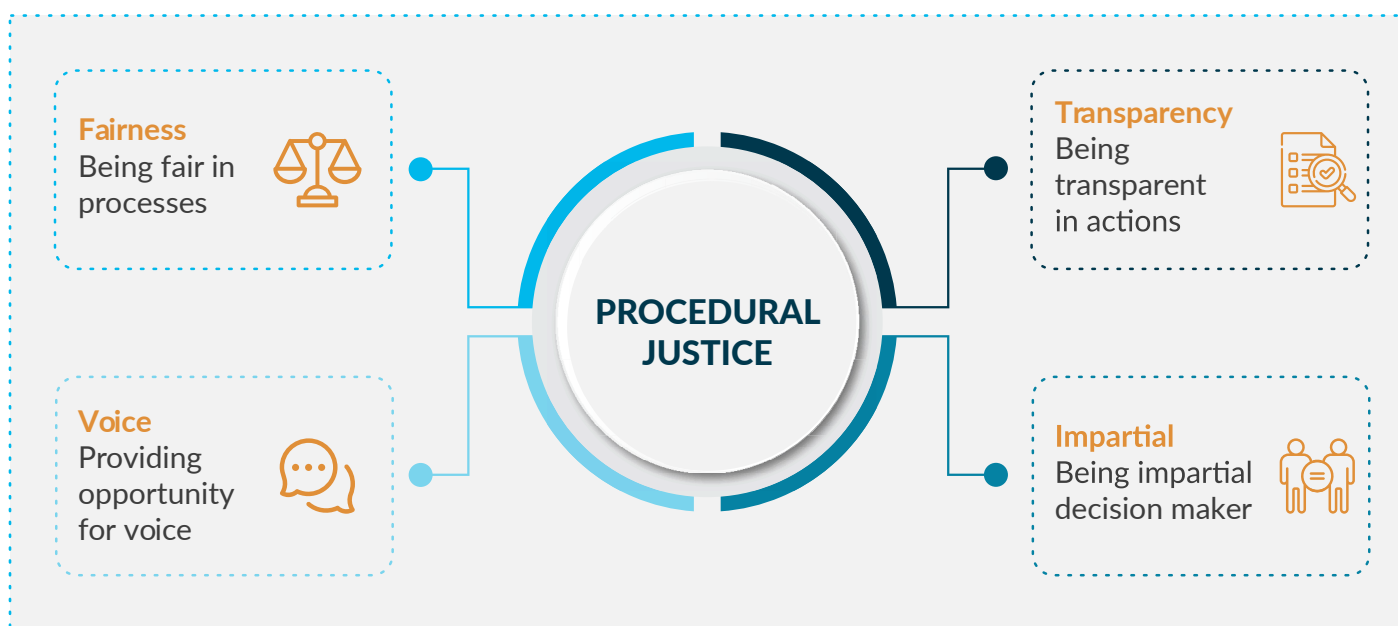 Fairness
Being fair in
processes
Voice
Providing
opportunity
for voice
PROCEDURAL
JUSTICE
Transparency
Being
transparent
in actions
Impartial
Being impartial
decision maker